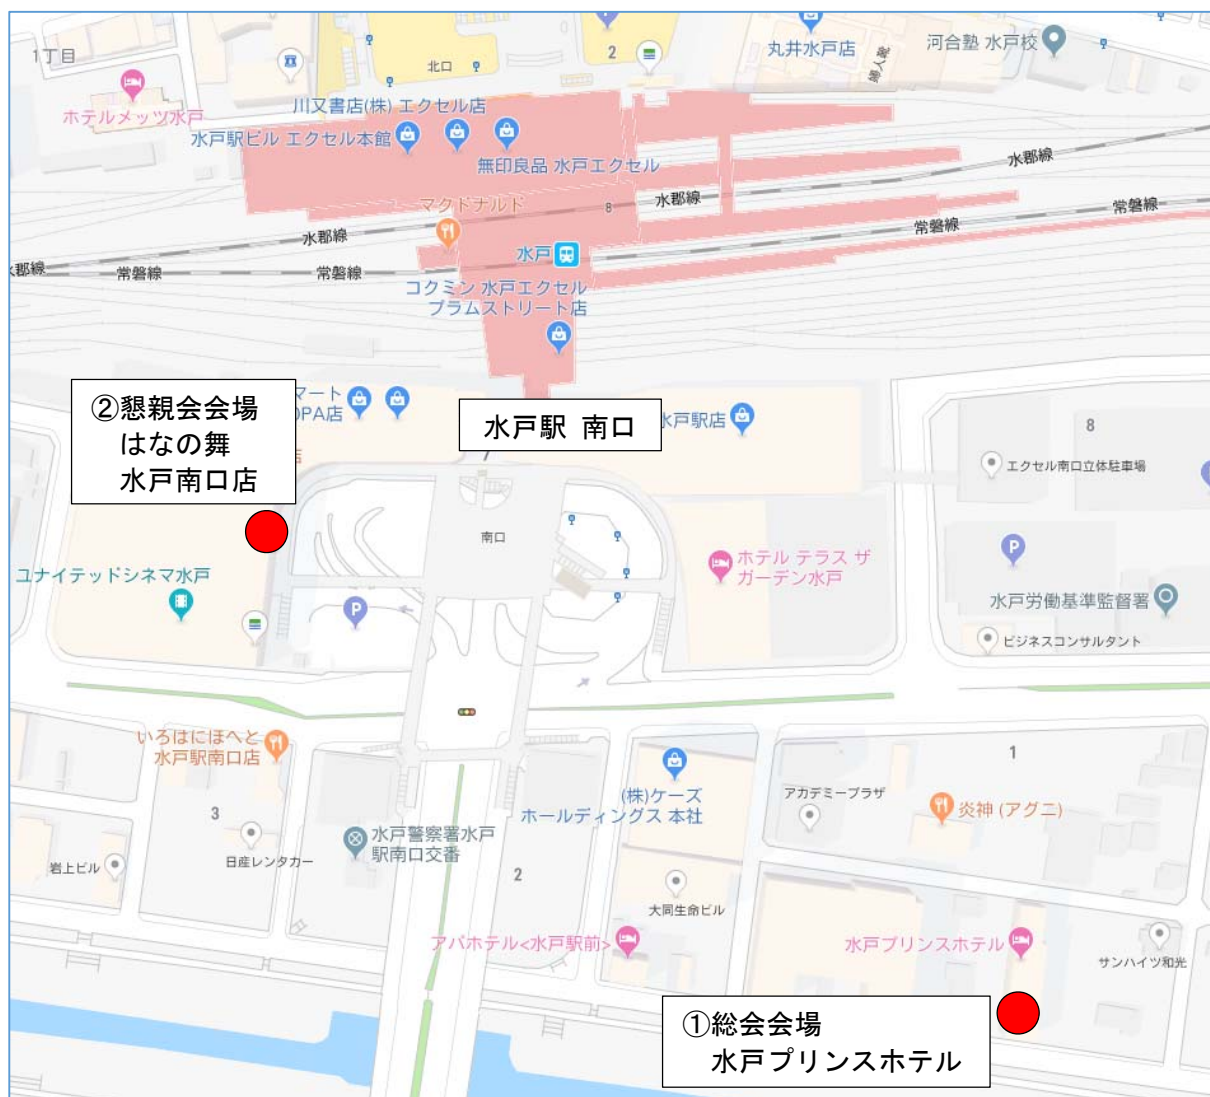 1丁目
2
丸井水戸店
河合塾 水戸校
婦人靴
北口
ホテルメッツ水戸
川又書店(株) エクセル店
水戸駅ビル エクセル本館
無印良品 水戸エクセル
水郡線
水郡線
マクドナルド
8
水郡線
常磐線
常磐線
水戸
水郡線
常磐線
常磐線
コクミン 水戸エクセル
プラムストリート店
②懇親会会場
はなの舞
水戸南口店
マート
OPA店
店
水戸駅 南口
水戸駅店
8
エクセル南口立体駐車場
南口
P
ホテル テラス ザ
ガーデン水戸
ユナイテッドシネマ水戸
P
水戸労働基準監督署
ビジネスコンサルタント
いろはにほへと
水戸駅南口店
1
(株)ケーズ
ホールディングス 本社
アカデミープラザ
炎神 (アグニ)
3
水戸警察署水戸
駅南口交番
日産レンタカー
岩上ビル
2
大同生命ビル
アパホテル<水戸駅前>
水戸プリンスホテル
サンハイツ和光
①総会会場
水戸プリンスホテル